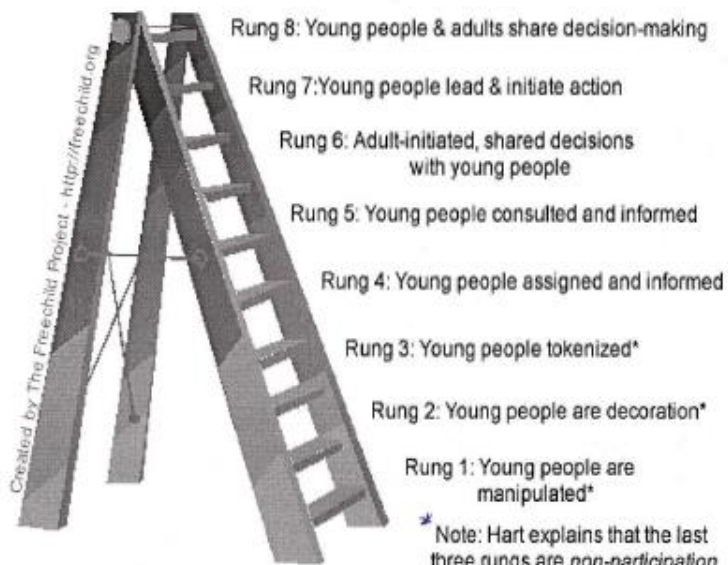 Rung 8: Young people & adults share decision-making
Rung 7:Young people lead & initiate action
Rung 6: Adult-initiated, shared decisions
with young people
Rung 5: Young people consulted and informed
Rung 4: Young people assigned and informed
Rung 3: Young people tokenized*
Rung 2: Young people are decoration*
Rung 1: Young people are
manipulated*
* Note: Hart explains that the last
three rungs are non-participation
Created by The Freechild Project - http://freechild.org